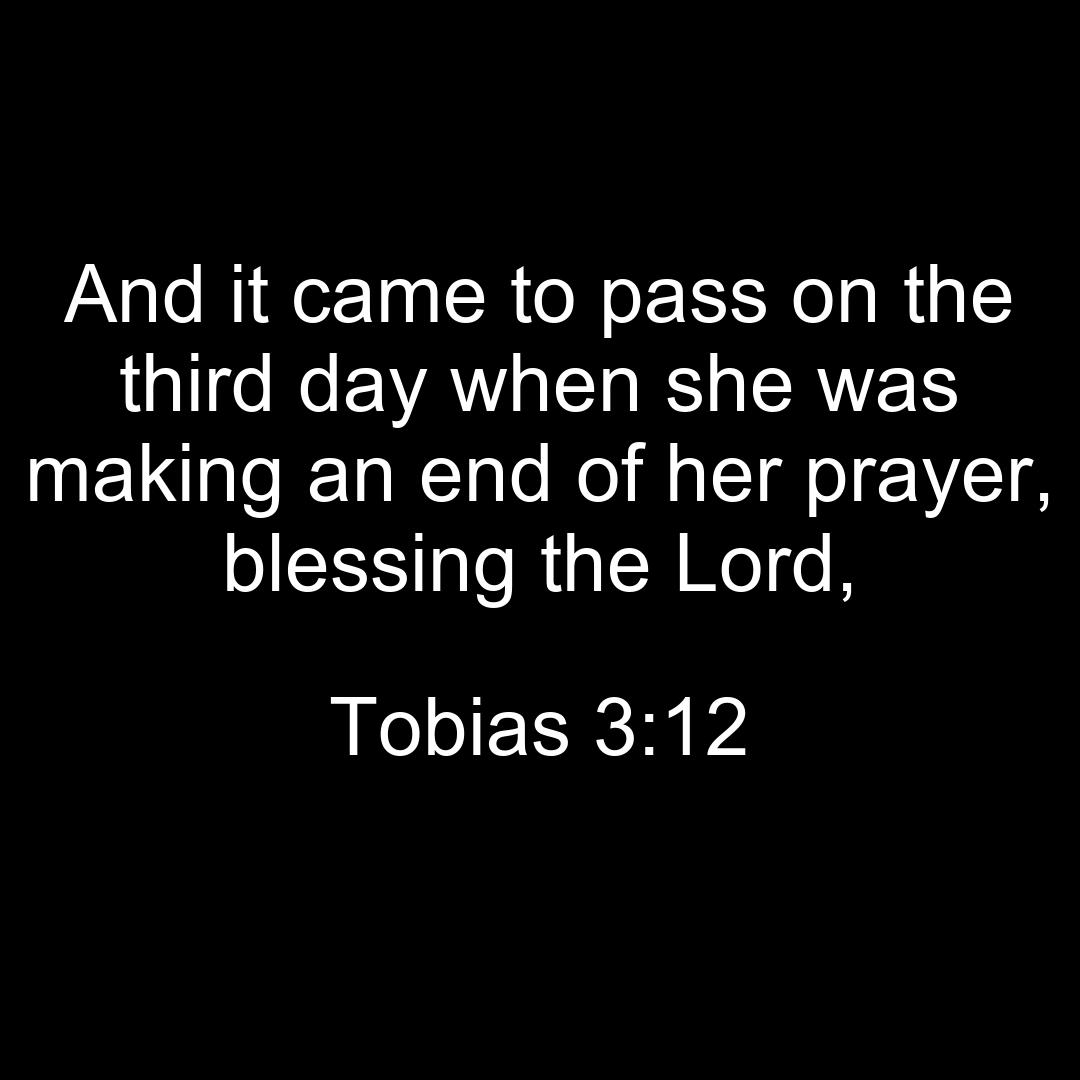 And it came to pass on the
third day when she was
making an end of her prayer,
blessing the Lord,
Tobias 3:12